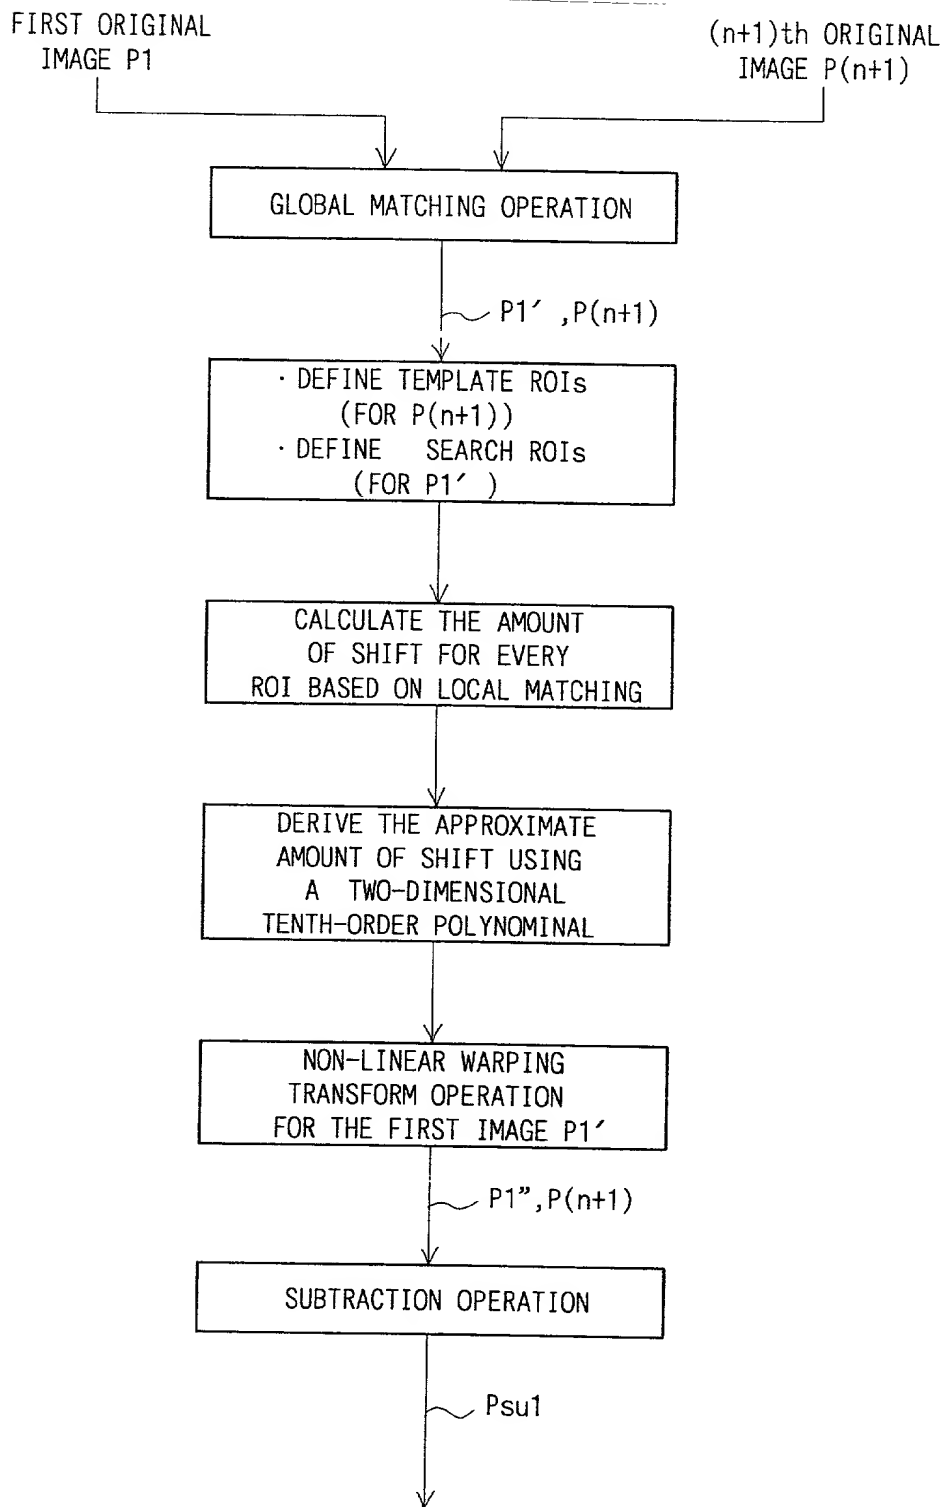 FIRST ORIGINAL
IMAGE P1
(n+1)th ORIGINAL
IMAGE P(n+1)
GLOBAL MATCHING OPERATION
P1′ ,P(n+1)
· DEFINE TEMPLATE ROIs
(FOR P(n+1))
· DEFINE SEARCH ROIs
(FOR P1′ )
CALCULATE THE AMOUNT
OF SHIFT FOR EVERY
ROI BASED ON LOCAL MATCHING
DERIVE THE APPROXIMATE
AMOUNT OF SHIFT USING
A TWO-DIMENSIONAL
TENTH-ORDER POLYNOMINAL
NON-LINEAR WARPING
TRANSFORM OPERATION
FOR THE FIRST IMAGE P1′
P1”,P(n+1)
SUBTRACTION OPERATION
Psu1